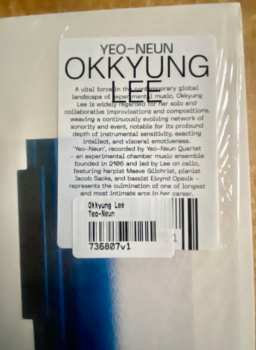 YEO-NEUN
OKKYUNG
LEE
A vital force in the contemporary global
landscape of experimental music, Okkyung
Lee is widely regarded for her solo and
collaborative improvisations and compositions,
weaving a continuously evolving network of
sonority and event, notable for its profound
depth of instrumental sensitivity, exacting
intellect, and visceral emotiveness.
'Yeo-Neun', recorded by Yeo-Neun Quartet
- an experimental chamber music ensemble
founded in 2016 and led by Lee on cello,
featuring harpist Maeve Gilchrist, pianist
Jacob Sacks, and bassist Eivind Opsvik -
represents the culmination of one of longest
and most intimate arcs in her career.
Okkyung Lee
Yeo-Neun
736807v1
1